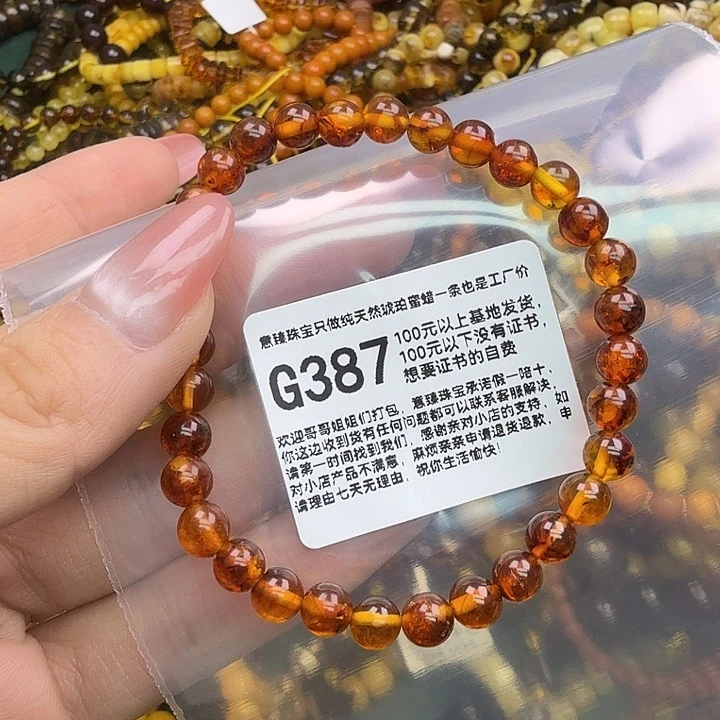 意臻珠宝只做纯天然琥珀蜜蜡一条也是工厂价
G387
100元以上基地发货，
100元以下没有证书，
想要证书的自费
欢迎哥哥姐姐们打包，意臻珠宝承诺假一赔十，
你这边收到货有任何问题都可以联系客服解决，如
请第一时间找到我们，感谢亲对小店的支持，申
对小店产品不满意，麻烦亲亲申请退货退款，
请理由七天无理由，祝你生活愉快！